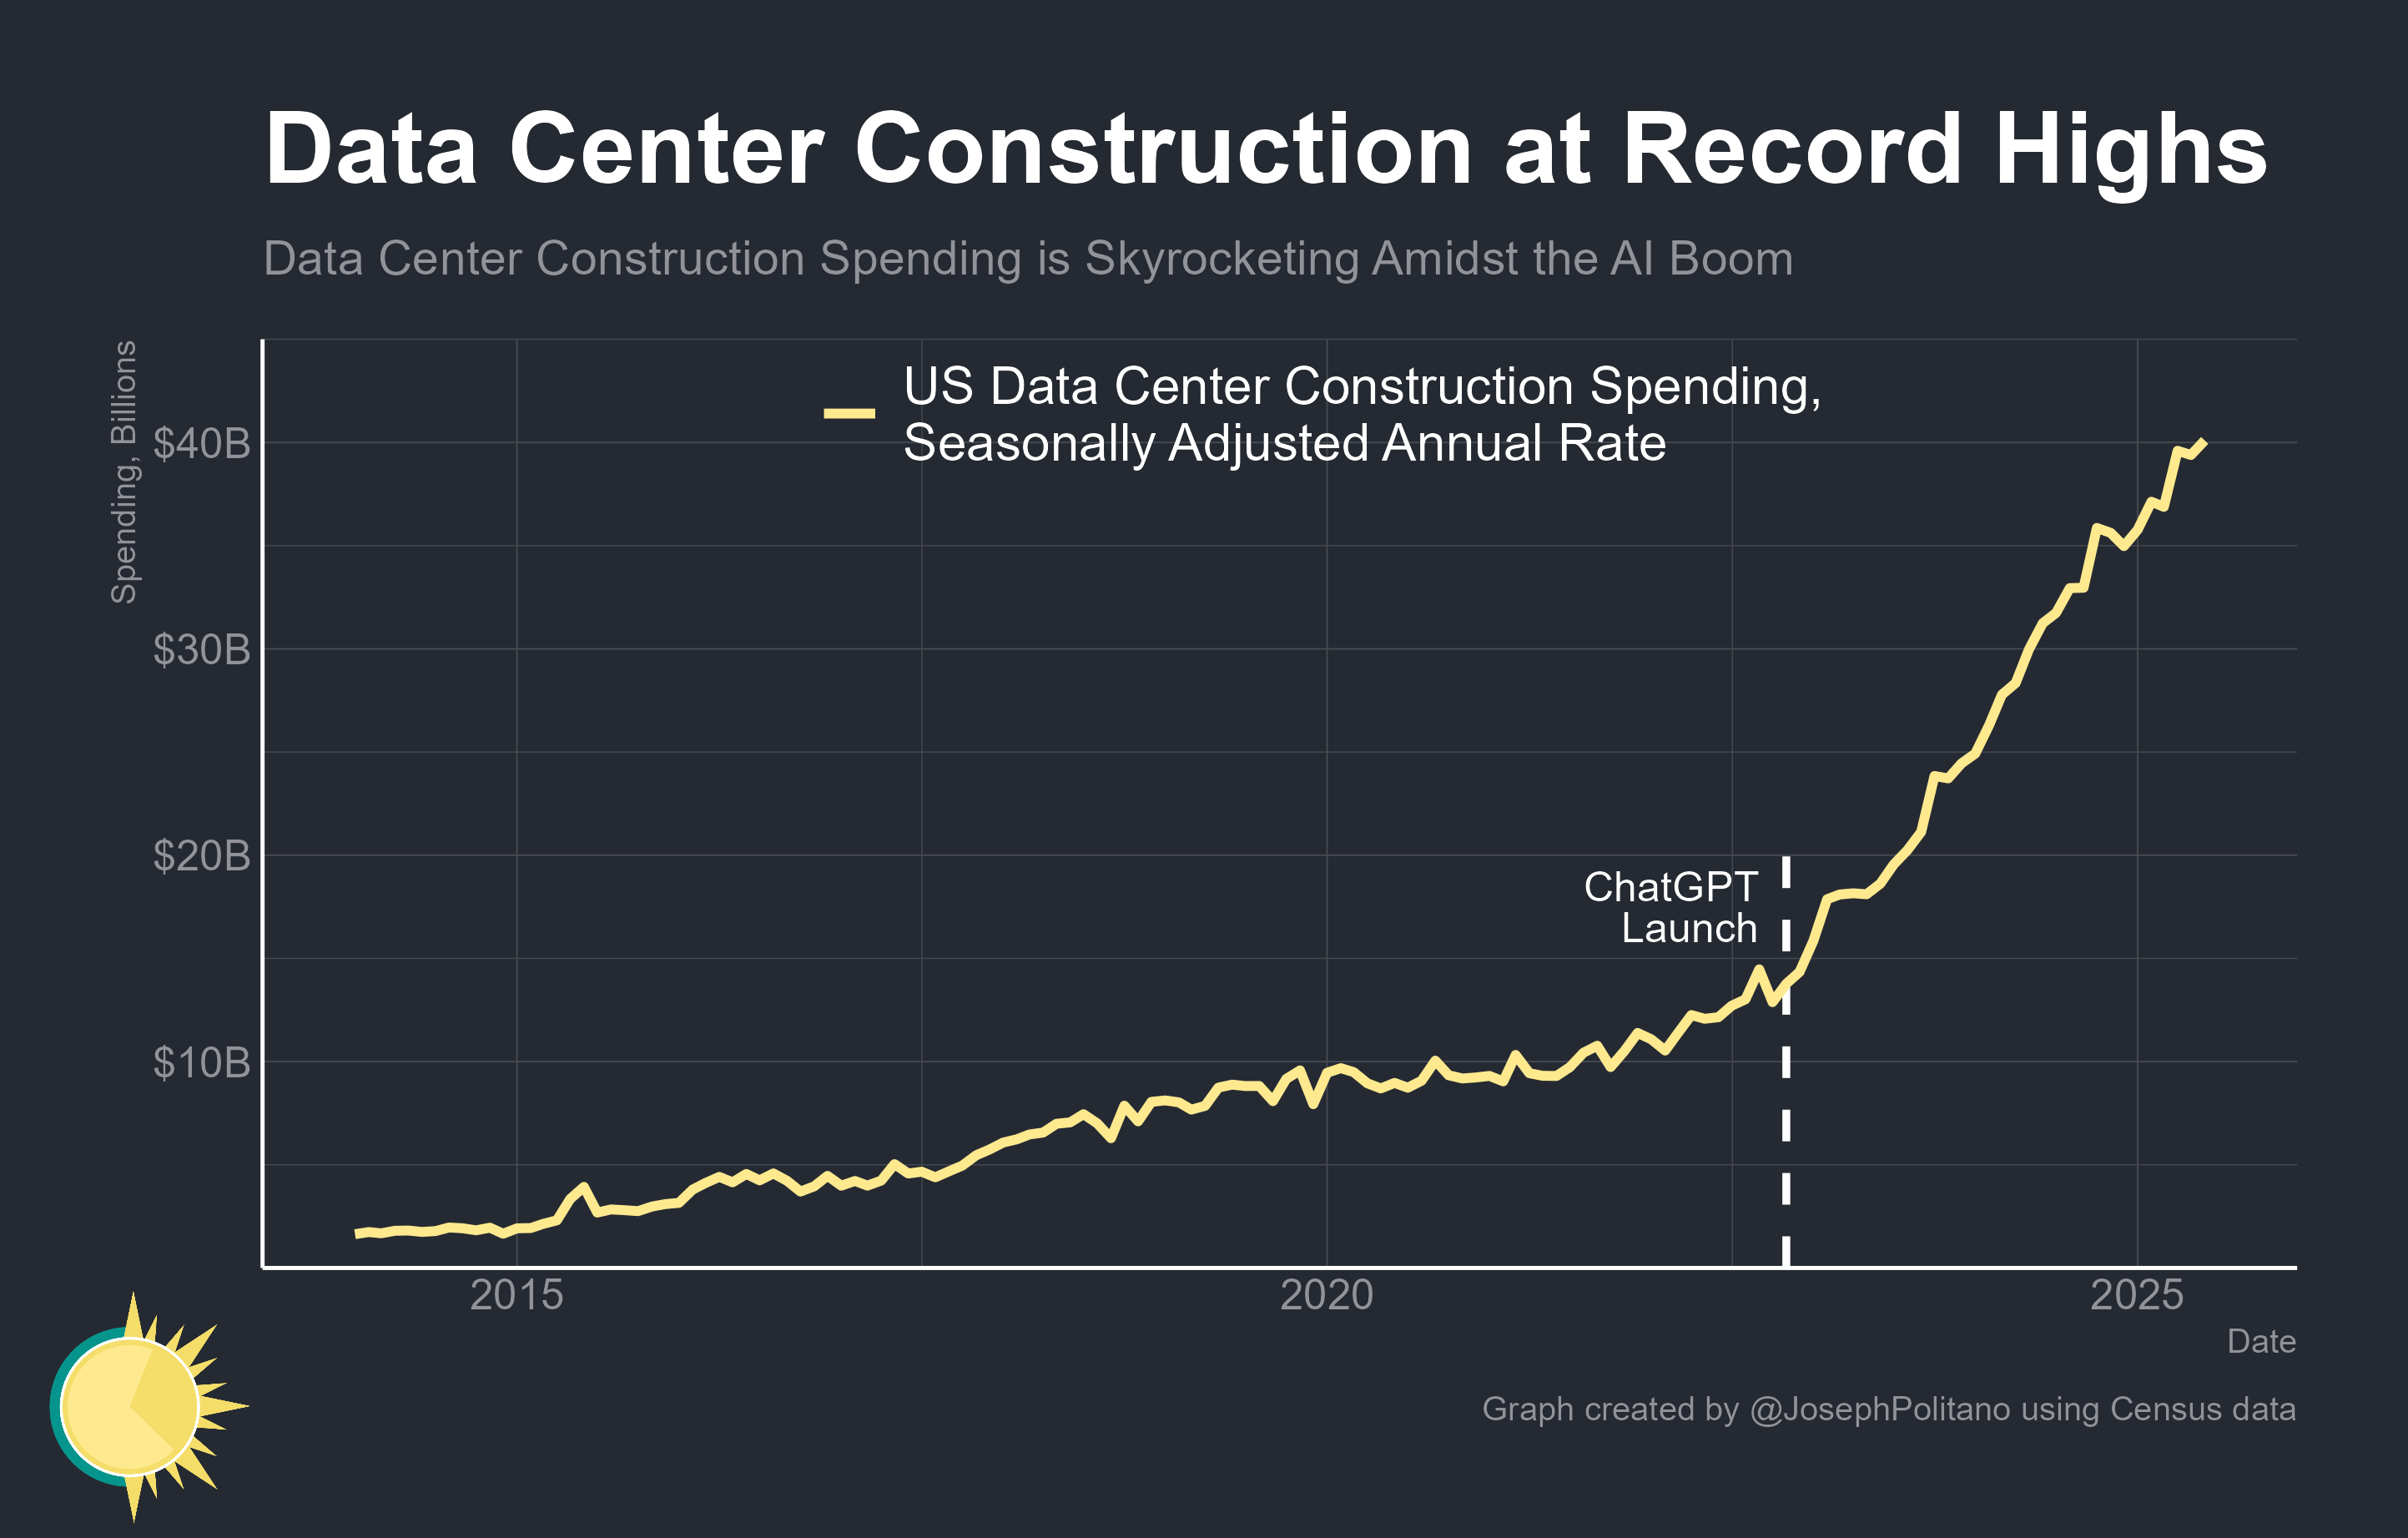 Data Center Construction at Record Highs
Data Center Construction Spending is Skyrocketing Amidst the AI Boom
Spending, Billions
US Data Center Construction Spending,
Seasonally Adjusted Annual Rate
$40B
$30B
$20B
$10B
ChatGPT
Launch
2015
2020
2025
Date
Graph created by @JosephPolitano using Census data